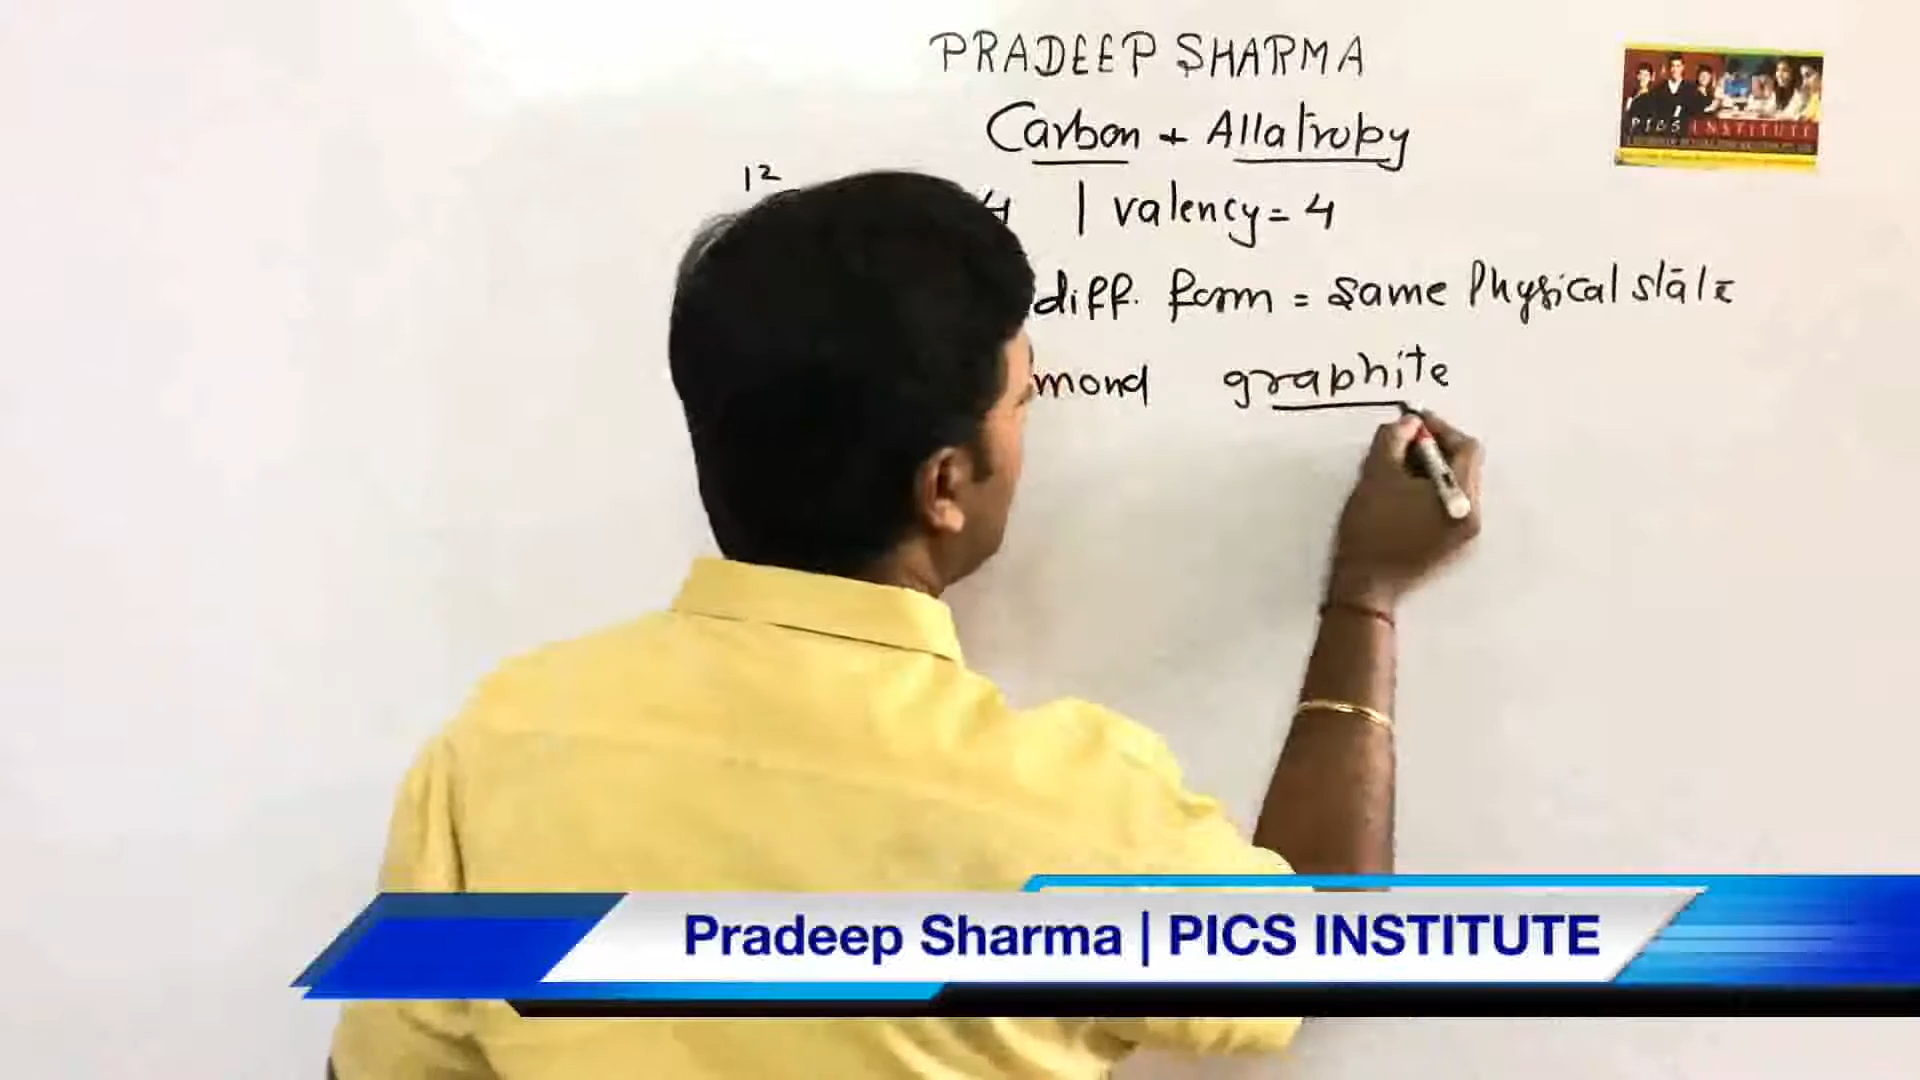 PRADEEP SHARMA
Carbon + Allatropy
12
4 | valency = 4
diff. form = same Physical state
mond graphite
PICS INSTITUTE
Pradeep Sharma | PICS INSTITUTE